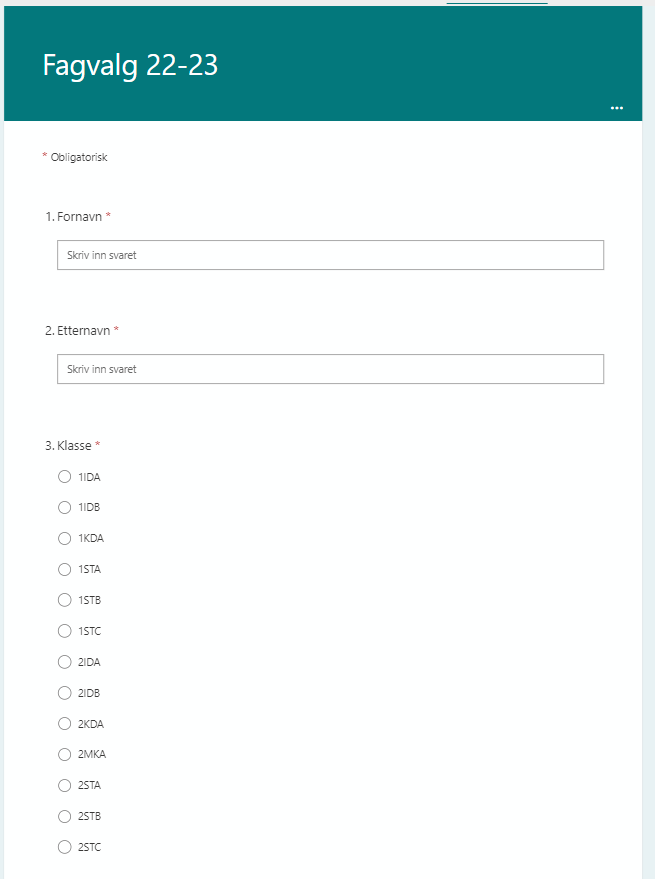 Fagvalg 22-23
...
* Obligatorisk
1. Fornavn *
Skriv inn svaret
2. Etternavn *
Skriv inn svaret
3. Klasse *
1IDA
1IDB
1KDA
1STA
1STB
1STC
2IDA
2IDB
2KDA
2MKA
2STA
2STB
2STC